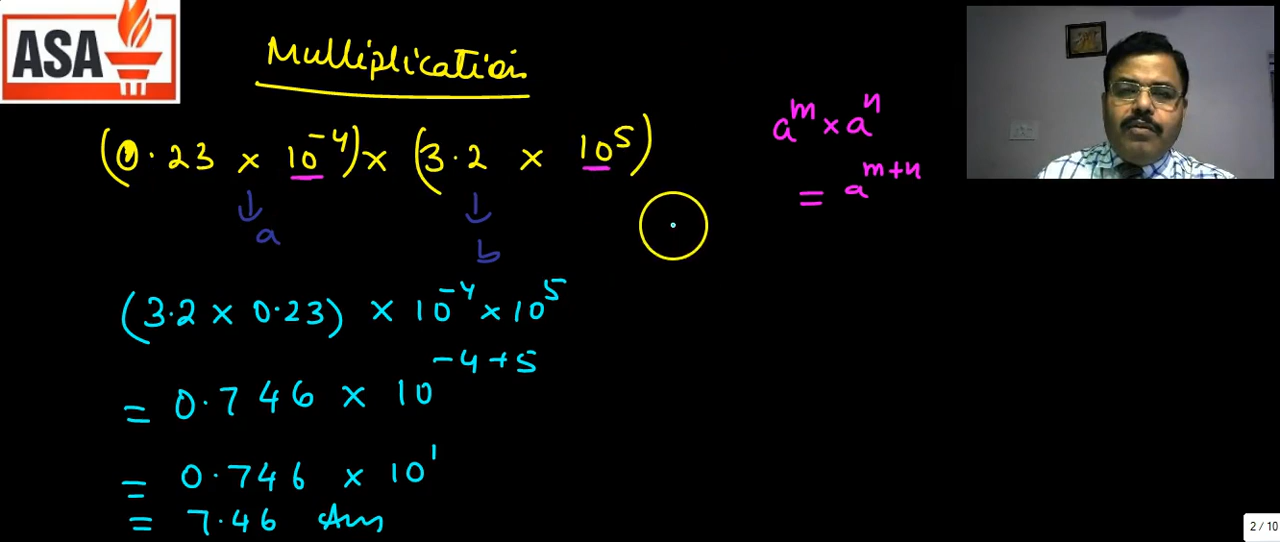 ASA
Multiplication
(0.23 × 10⁻⁴) × (3.2 × 10⁵)
↓ ↓
a b
aᵐ × aⁿ
= aᵐ⁺ⁿ
(3.2 × 0.23) × 10⁻⁴ × 10⁵
= 0.746 × 10⁻⁴⁺⁵
= 0.746 × 10¹
= 7.46 Ans
2 / 10